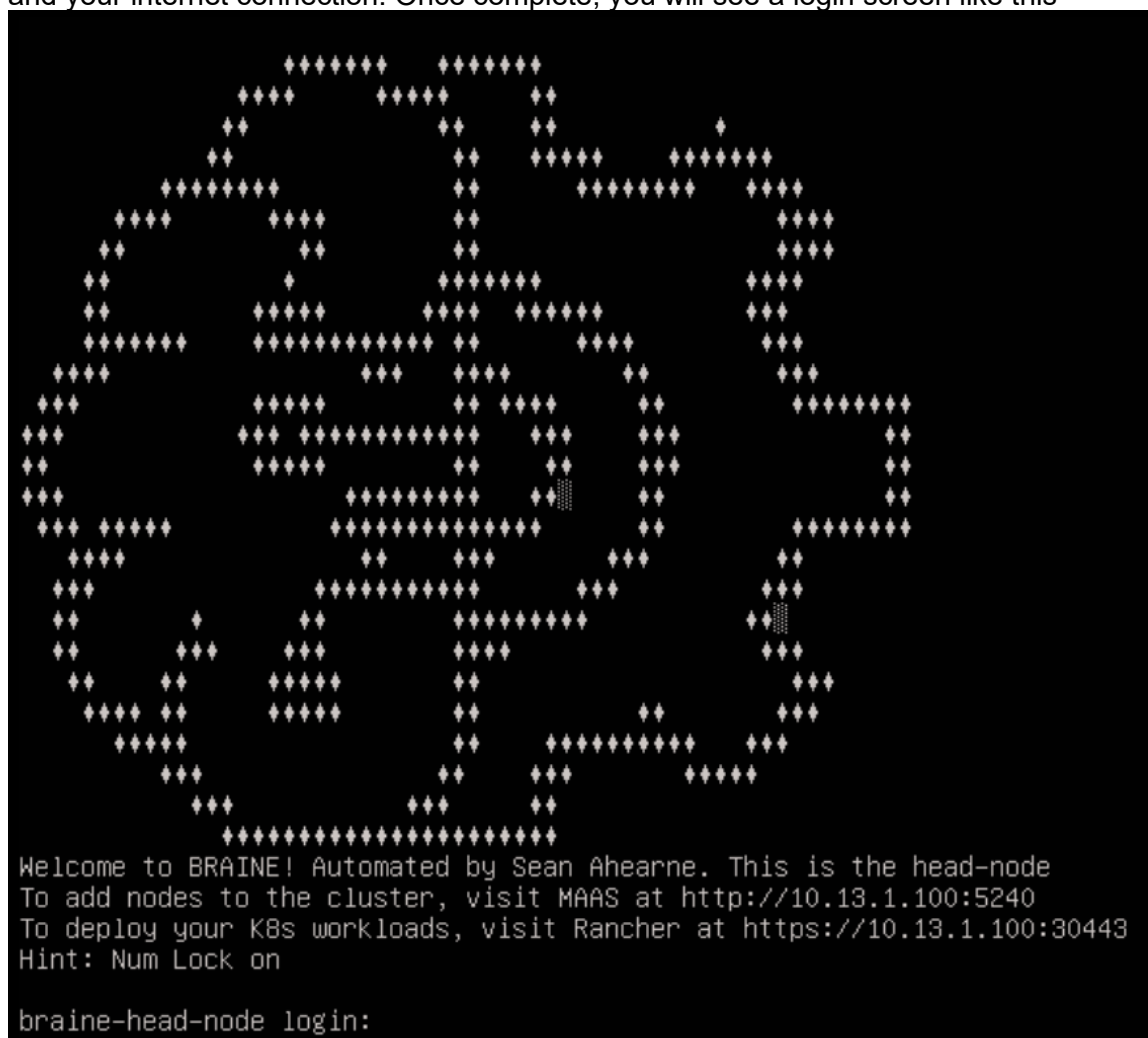 and your internet connection. Once complete, you will see a login screen like this
Welcome to BRAINE! Automated by Sean Ahearne. This is the head-node
To add nodes to the cluster, visit MAAS at http://10.13.1.100:5240
To deploy your K8s workloads, visit Rancher at https://10.13.1.100:30443
Hint: Num Lock on
braine-head-node login: